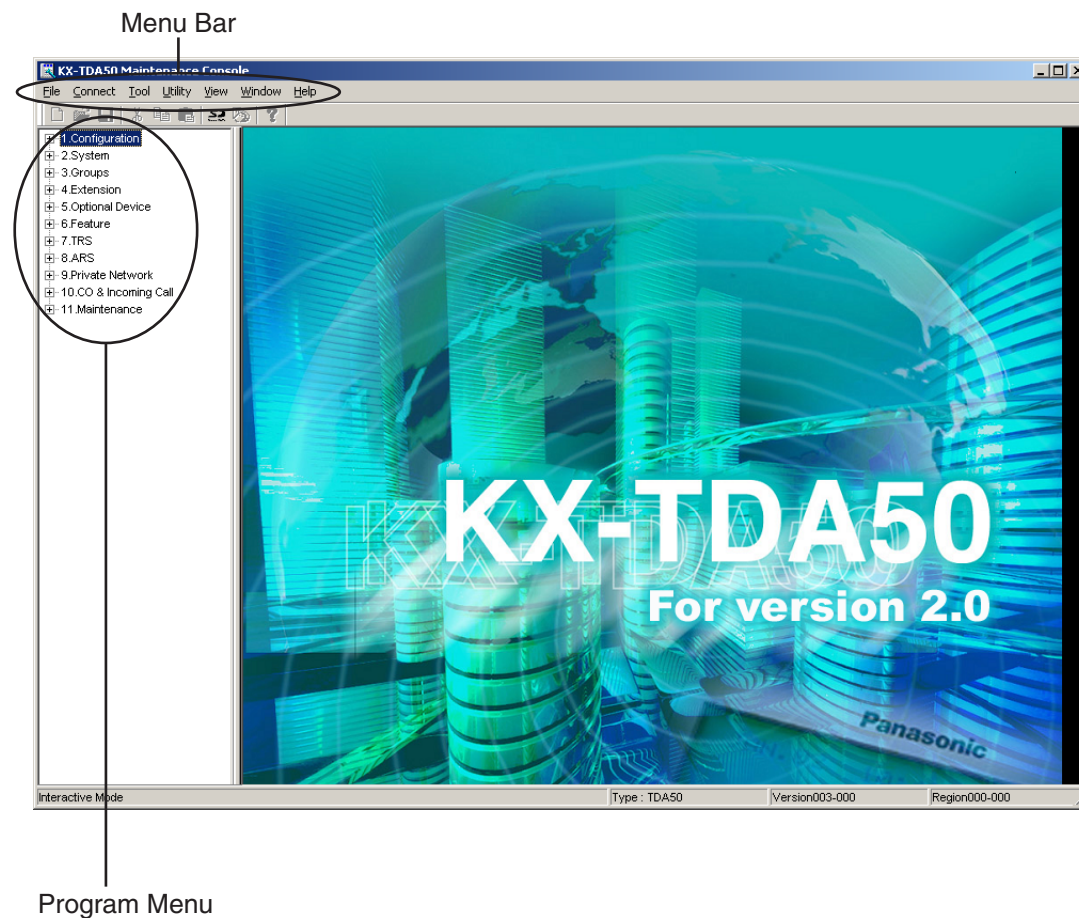 Menu Bar
KX-TDA50 Maintenance Console
File Connect Tool Utility View Window Help
1.Configuration
2.System
3.Groups
4.Extension
5.Optional Device
6.Feature
7.TRS
8.ARS
9.Private Network
10.CO & Incoming Call
11.Maintenance
KX-TDA50
KX-TDA50
For version 2.0
Panasonic
Interactive Mode Type : TDA50 Version003-000 Region000-000
Program Menu